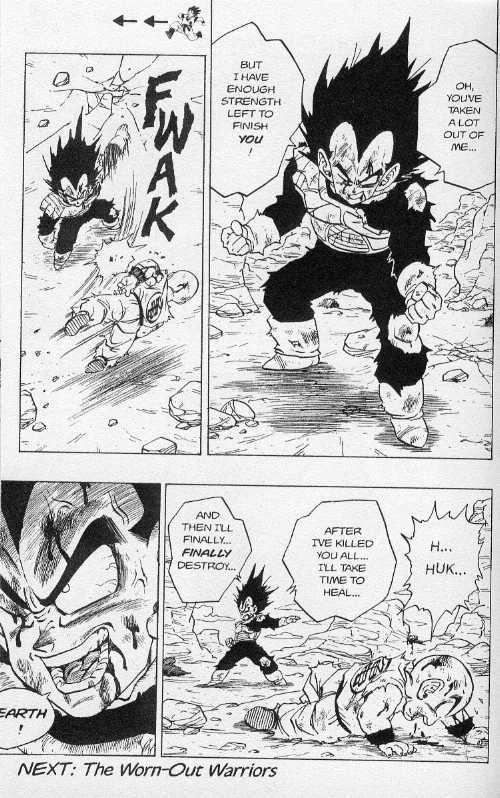 OH,
YOU'VE
TAKEN
A LOT
OUT OF
ME...
BUT
I HAVE
ENOUGH
STRENGTH
LEFT TO
FINISH
YOU
!
FWAK
H...
HUK...
AFTER
I'VE KILLED
YOU ALL...
I'LL TAKE
TIME TO
HEAL...
AND
THEN I'LL
FINALLY...
FINALLY
DESTROY...
EARTH
!
NEXT: The Worn-Out Warriors